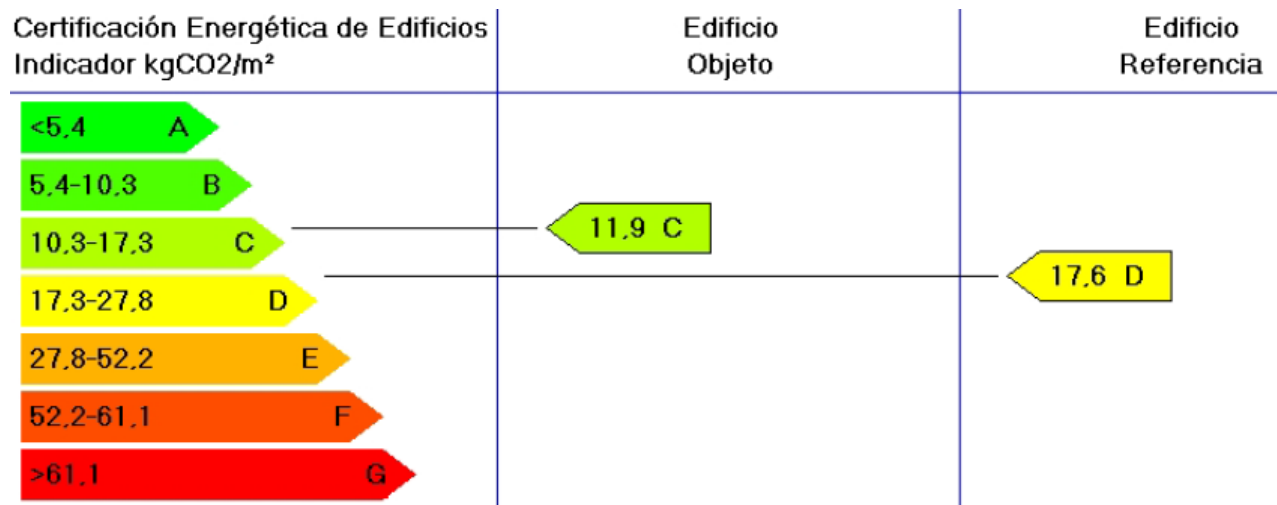 Certificación Energética de Edificios
Indicador kgCO2/m²
Edificio
Objeto
Edificio
Referencia
<5,4 A
5,4-10,3 B
10,3-17,3 C
11,9 C
17,3-27,8 D
17,6 D
27,8-52,2 E
52,2-61,1 F
>61,1 G